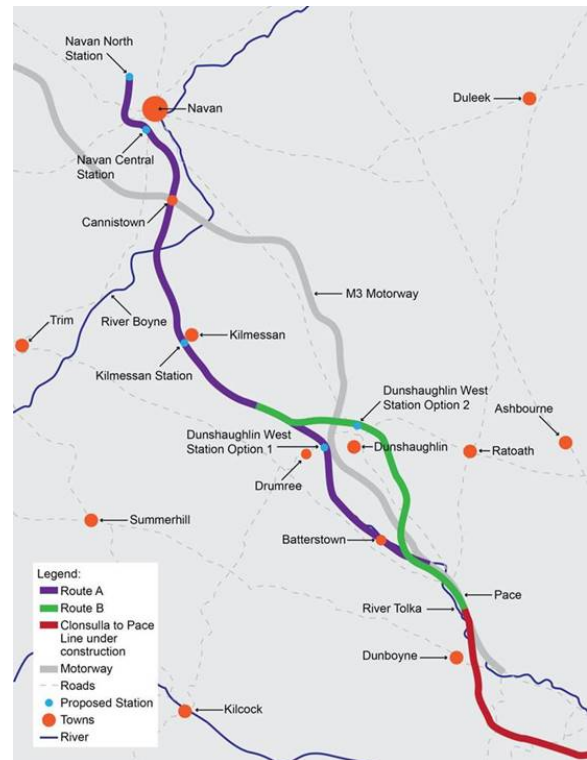 Navan North
Station
Navan
Duleek
Navan Central
Station
Cannistown
M3 Motorway
Trim
River Boyne
Kilmessan
Kilmessan Station
Dunshaughlin West
Station Option 2
Ashbourne
Dunshaughlin West
Station Option 1
Dunshaughlin
Ratoath
Drumree
Summerhill
Batterstown
Pace
River Tolka
Dunboyne
Kilcock
Legend:
Route A
Route B
Clonsulla to Pace
Line under
construction
Motorway
Roads
Proposed Station
Towns
River